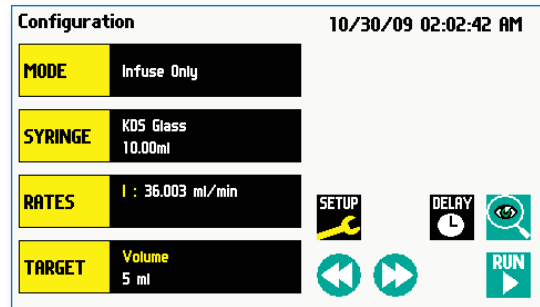 Configuration
10/30/09 02:02:42 AM
MODE
Infuse Only
SYRINGE
KDS Glass
10.00ml
RATES
I : 36.003 ml/min
TARGET
Volume
5 ml
SETUP
DELAY
RUN